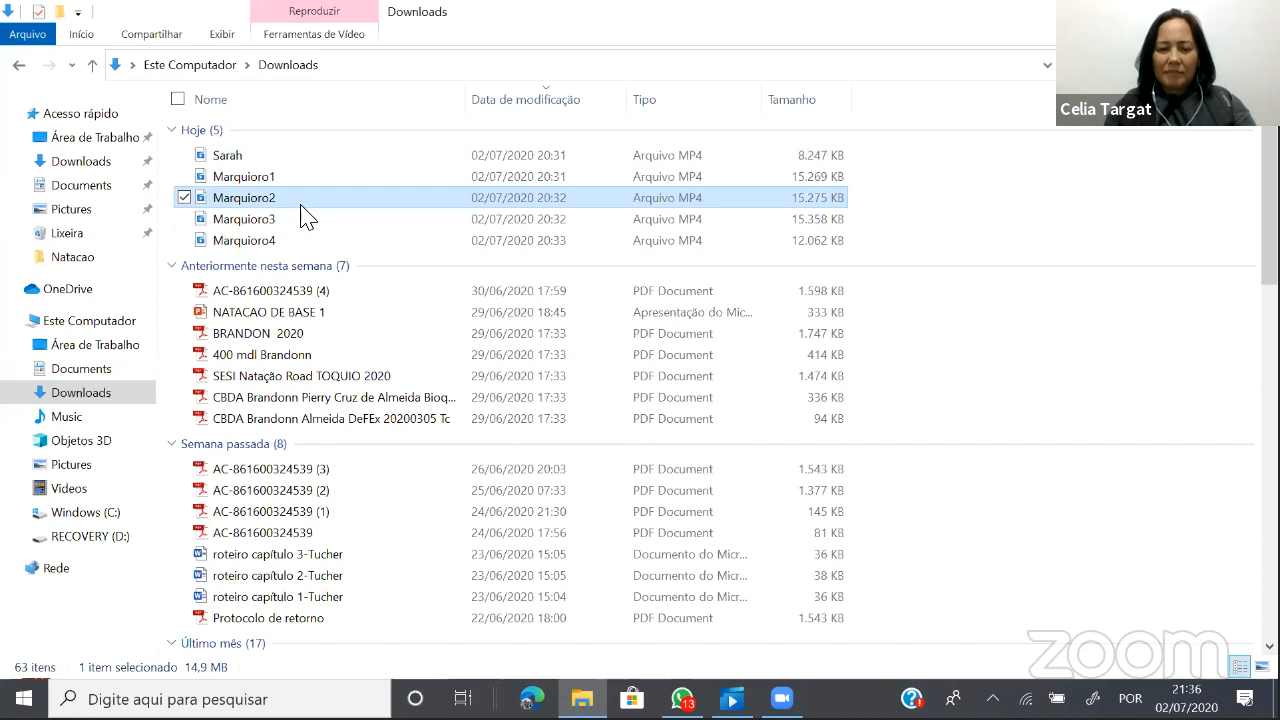 Reproduzir
Downloads
Arquivo Início Compartilhar Exibir Ferramentas de Vídeo
Este Computador Downloads
Nome Data de modificação Tipo Tamanho
Celia Targat
Acesso rápido
Área de Trabalho
Downloads
Documents
Pictures
Lixeira
Natacao
OneDrive
Este Computador
Área de Trabalho
Documents
Downloads
Music
Objetos 3D
Pictures
Videos
Windows (C:)
RECOVERY (D:)
Rede
Hoje (5)
Sarah 02/07/2020 20:31 Arquivo MP4 8.247 KB
Marquioro1 02/07/2020 20:31 Arquivo MP4 15.269 KB
Marquioro2 02/07/2020 20:32 Arquivo MP4 15.275 KB
Marquioro3 02/07/2020 20:32 Arquivo MP4 15.358 KB
Marquioro4 02/07/2020 20:33 Arquivo MP4 12.062 KB
Anteriormente nesta semana (7)
AC-861600324539 (4) 30/06/2020 17:59 PDF Document 1.598 KB
NATACAO DE BASE 1 29/06/2020 18:45 Apresentação do Mic... 333 KB
BRANDON 2020 29/06/2020 17:33 PDF Document 1.747 KB
400 mdl Brandonn 29/06/2020 17:33 PDF Document 414 KB
SESI Natação Road TOQUIO 2020 29/06/2020 17:33 PDF Document 1.474 KB
CBDA Brandonn Pierry Cruz de Almeida Bioq... 29/06/2020 17:33 PDF Document 336 KB
CBDA Brandonn Almeida DeFEx 20200305 Tc 29/06/2020 17:33 PDF Document 94 KB
Semana passada (8)
AC-861600324539 (3) 26/06/2020 20:03 PDF Document 1.543 KB
AC-861600324539 (2) 25/06/2020 07:33 PDF Document 1.377 KB
AC-861600324539 (1) 24/06/2020 21:30 PDF Document 145 KB
AC-861600324539 24/06/2020 17:56 PDF Document 81 KB
roteiro capítulo 3-Tucher 23/06/2020 15:05 Documento do Micr... 36 KB
roteiro capítulo 2-Tucher 23/06/2020 15:05 Documento do Micr... 38 KB
roteiro capítulo 1-Tucher 23/06/2020 15:04 Documento do Micr... 36 KB
Protocolo de retorno 22/06/2020 18:00 PDF Document 1.543 KB
Último mês (17)
zoom
63 itens 1 item selecionado 14,9 MB
Digite aqui para pesquisar
13
POR
21:36
02/07/2020